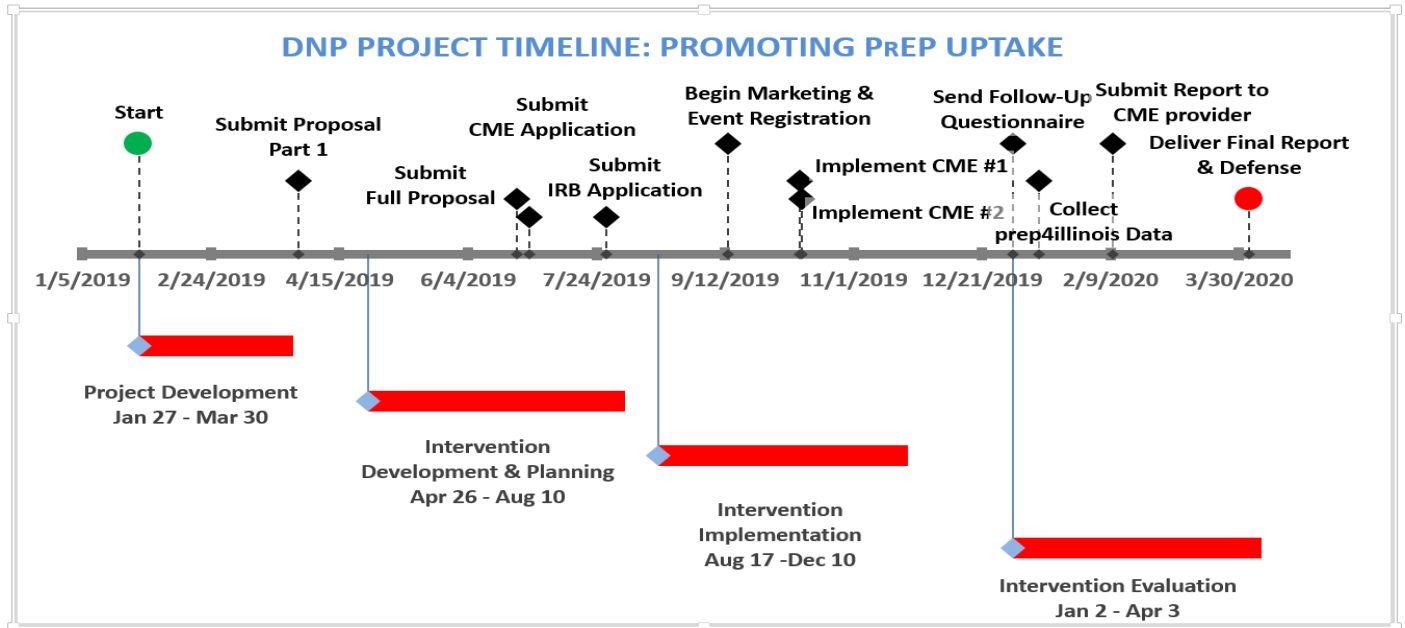 DNP PROJECT TIMELINE: PROMOTING PrEP UPTAKE
Start
Submit Proposal
Part 1
Submit
Full Proposal
Submit
CME Application
Submit
IRB Application
Begin Marketing &
Event Registration
Implement CME #1
Implement CME #2
Send Follow-Up
Questionnaire
Collect
prep4illinois Data
Submit Report to
CME provider
Deliver Final Report
& Defense
1/5/2019
2/24/2019
4/15/2019
6/4/2019
7/24/2019
9/12/2019
11/1/2019
12/21/2019
2/9/2020
3/30/2020
Project Development
Jan 27 - Mar 30
Intervention
Development & Planning
Apr 26 - Aug 10
Intervention
Implementation
Aug 17 -Dec 10
Intervention Evaluation
Jan 2 - Apr 3